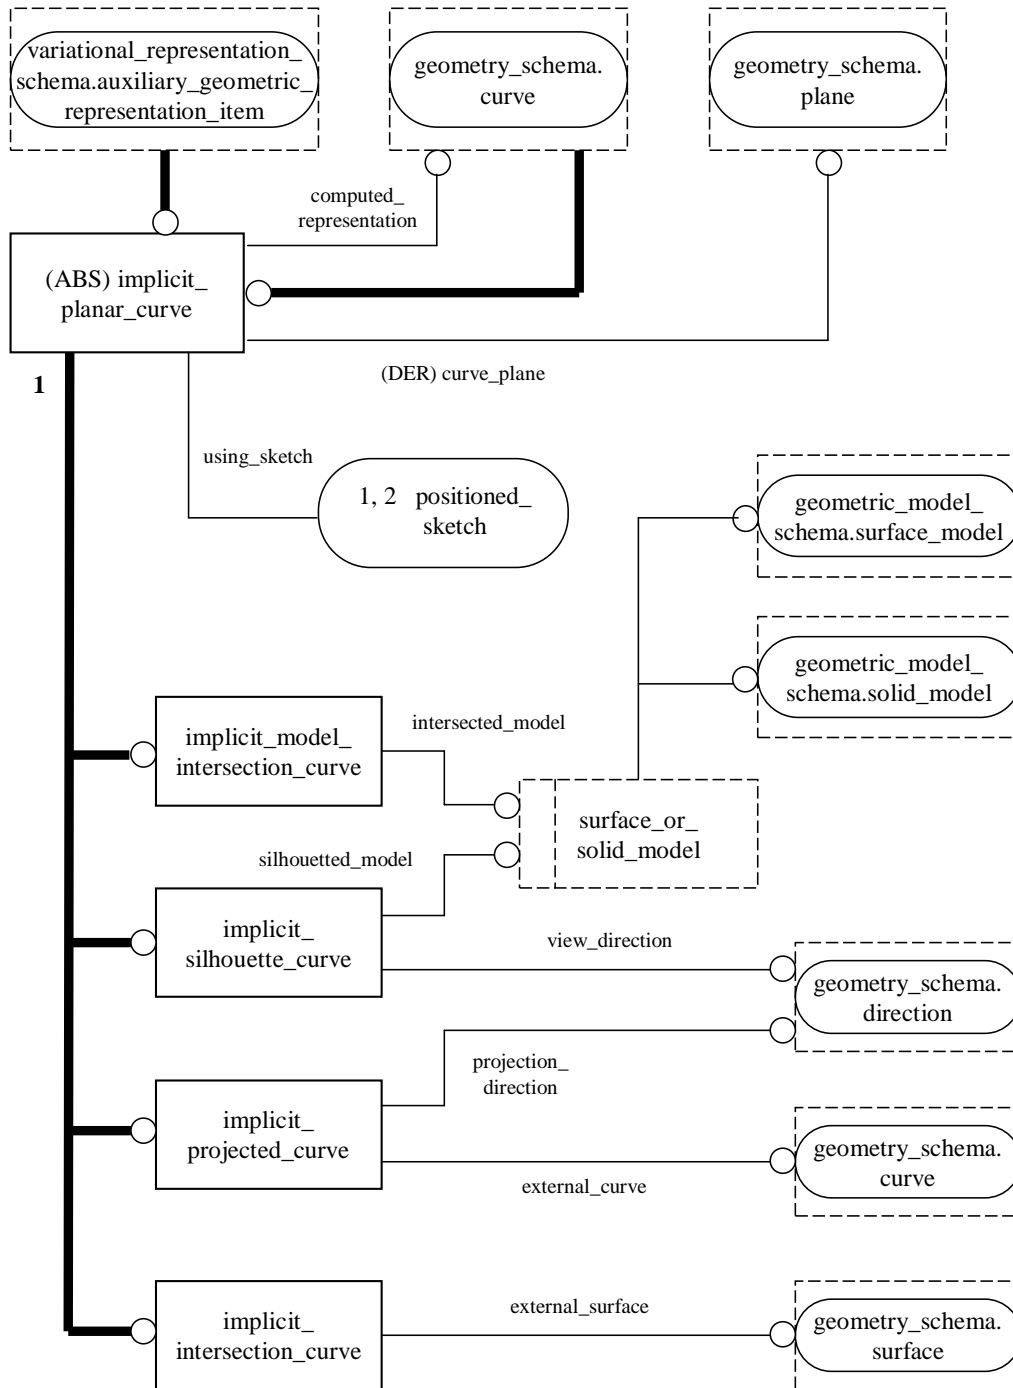 variational_representation_
schema.auxiliary_geometric_
representation_item
geometry_schema.
curve
geometry_schema.
plane
computed_
representation
(ABS) implicit_
planar_curve
(DER) curve_plane
1
using_sketch
1, 2 positioned_
sketch
geometric_model_
schema.surface_model
geometric_model_
schema.solid_model
implicit_model_
intersection_curve
intersected_model
surface_or_
solid_model
silhouetted_model
implicit_
silhouette_curve
view_direction
geometry_schema.
direction
projection_
direction
implicit_
projected_curve
external_curve
geometry_schema.
curve
implicit_
intersection_curve
external_surface
geometry_schema.
surface